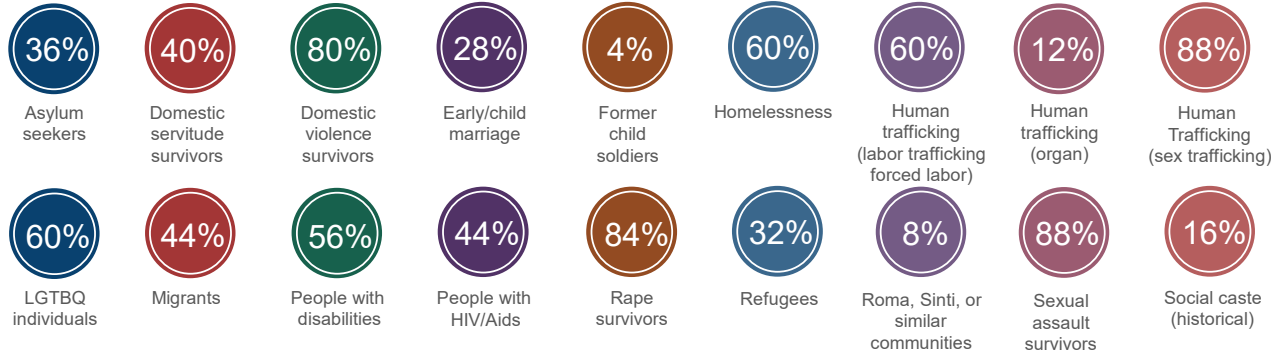 36%
40%
80%
28%
4%
60%
60%
12%
88%
Asylum
seekers
Domestic
servitude
survivors
Domestic
violence
survivors
Early/child
marriage
Former
child
soldiers
Homelessness
Human
trafficking
(labor trafficking
forced labor)
Human
trafficking
(organ)
Human
Trafficking
(sex trafficking)
60%
44%
56%
44%
84%
32%
8%
88%
16%
LGTBQ
individuals
Migrants
People with
disabilities
People with
HIV/Aids
Rape
survivors
Refugees
Roma, Sinti, or
similar
communities
Sexual
assault
survivors
Social caste
(historical)